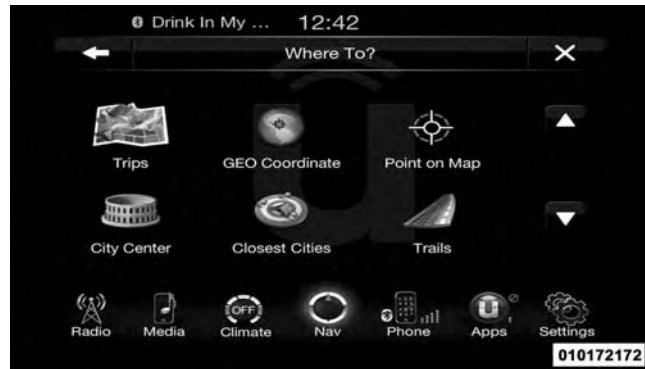 Drink In My ... 12:42
Where To?
Trips GEO Coordinate Point on Map
City Center Closest Cities Trails
OFF
Radio Media Climate Nav Phone Apps Settings
010172172